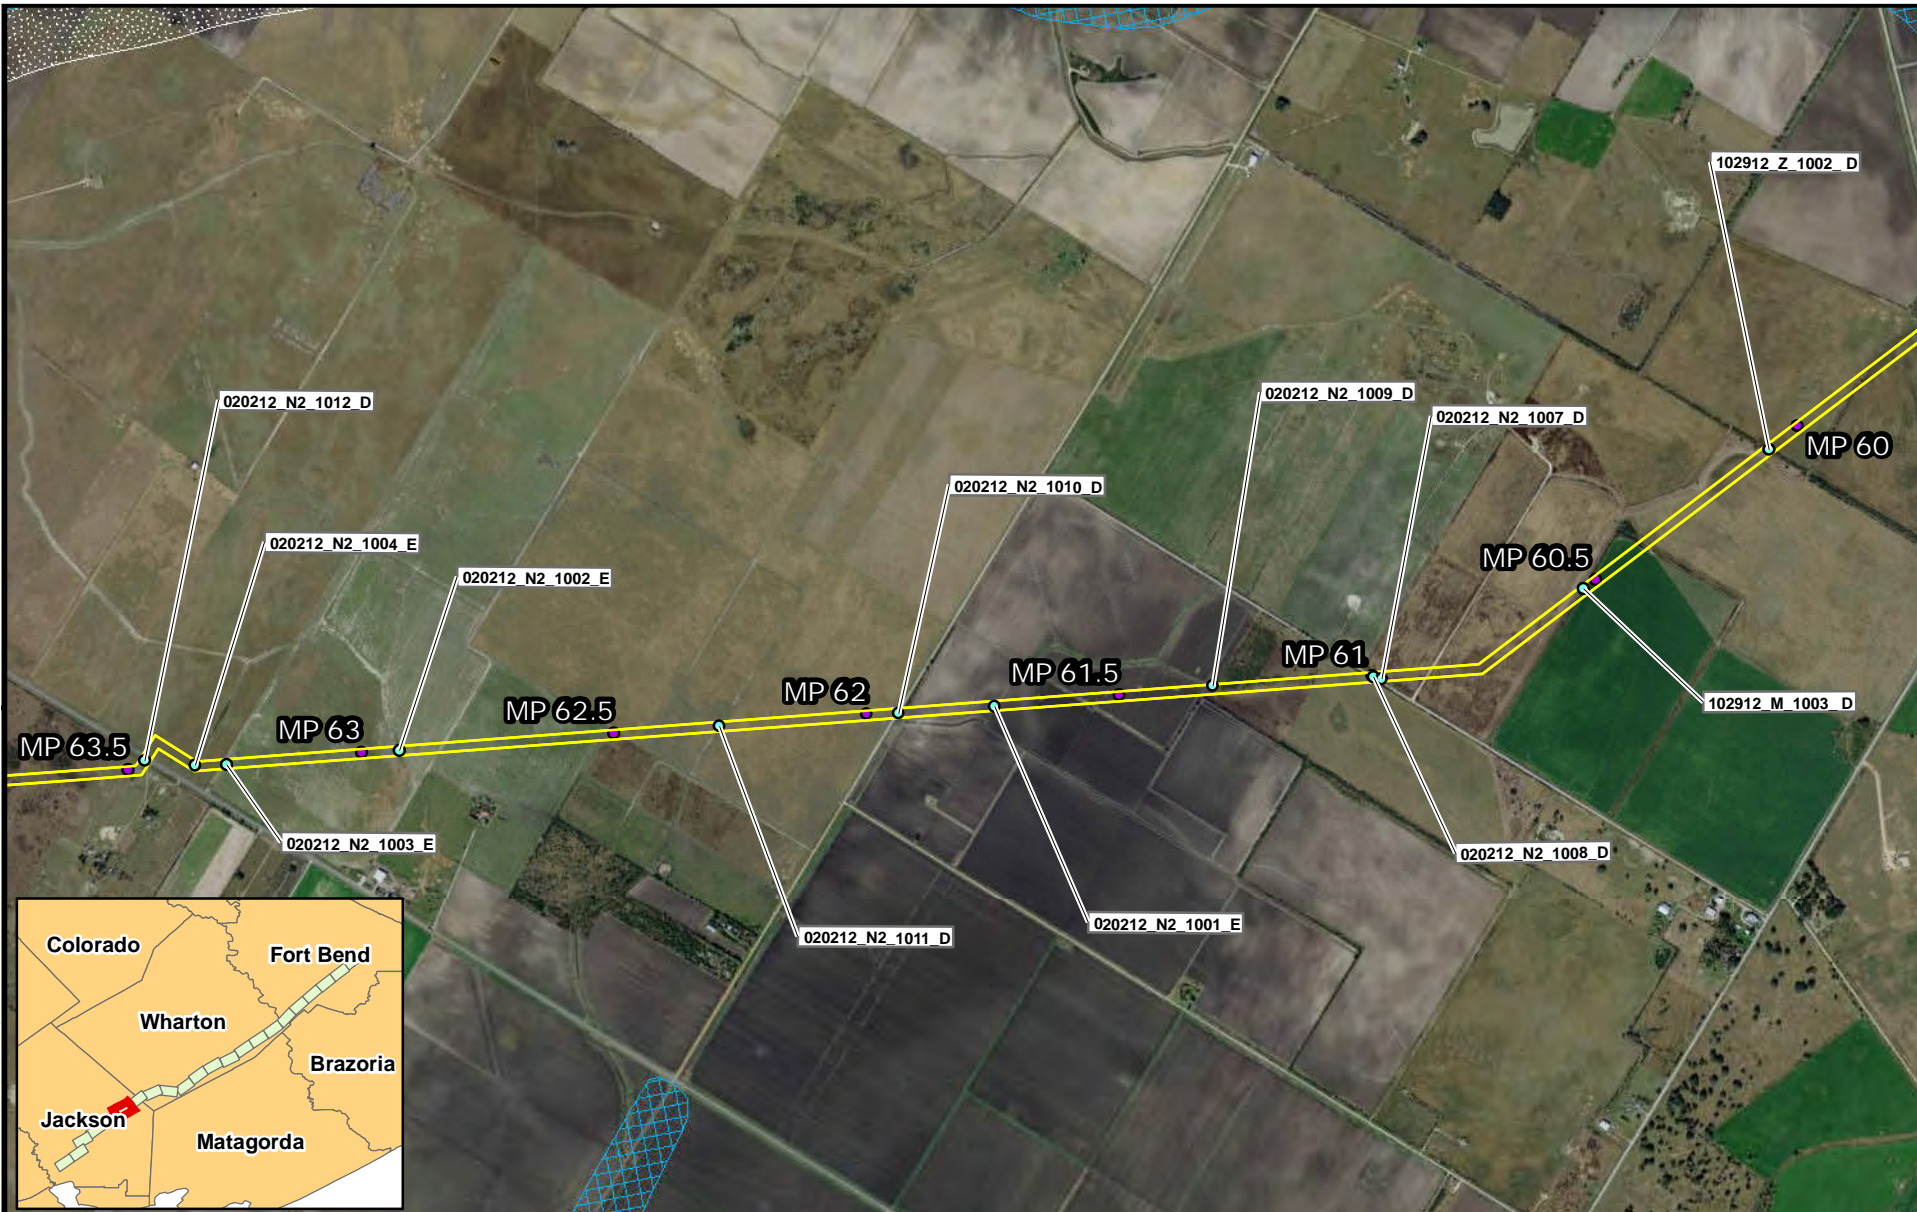 102912_Z_1002_D
020212_N2_1012_D
020212_N2_1009_D
020212_N2_1007_D
MP 60
020212_N2_1010_D
020212_N2_1004_E
020212_N2_1002_E
MP 60.5
MP 61
MP 61.5
MP 62
MP 62.5
MP 63
MP 63.5
102912_M_1003_D
020212_N2_1003_E
020212_N2_1008_D
020212_N2_1001_E
020212_N2_1011_D
Colorado
Fort Bend
Wharton
Brazoria
Jackson
Matagorda